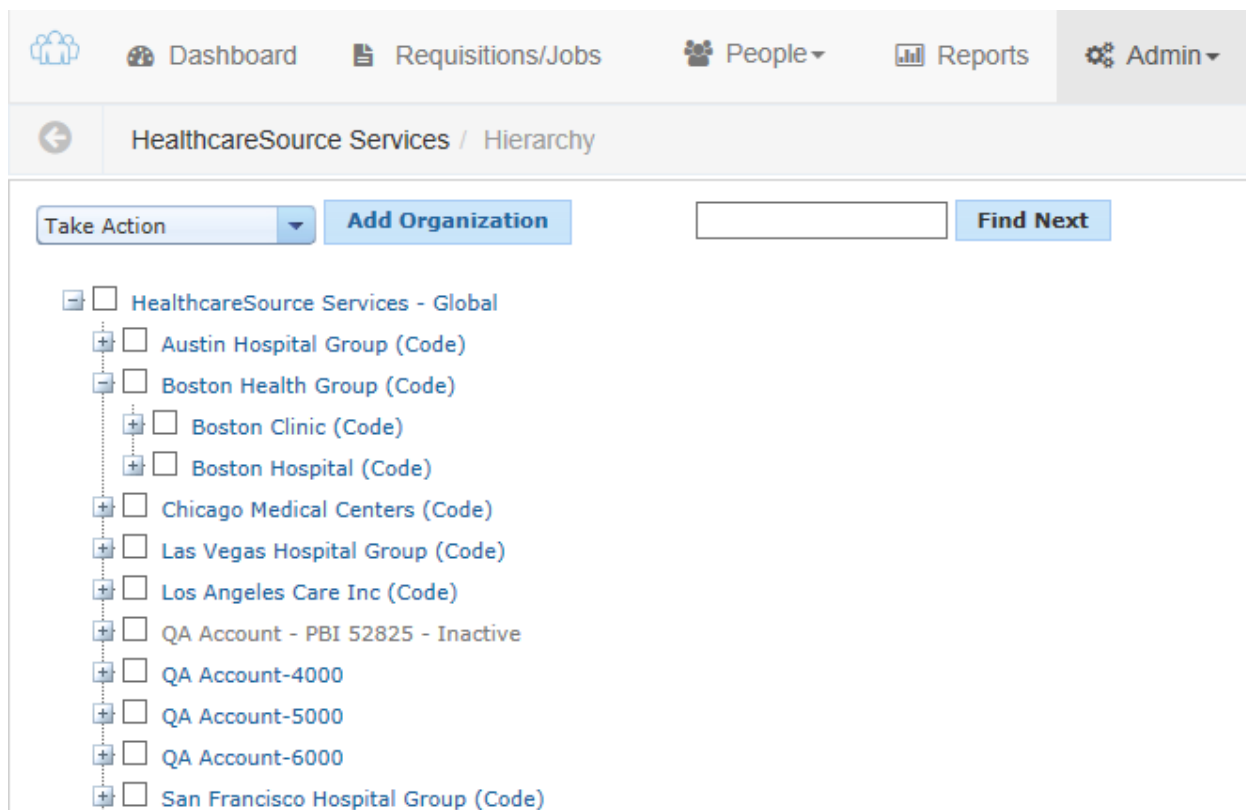 Dashboard Requisitions/Jobs People Reports Admin
HealthcareSource Services / Hierarchy
Take Action Add Organization Find Next
HealthcareSource Services - Global
Austin Hospital Group (Code)
Boston Health Group (Code)
Boston Clinic (Code)
Boston Hospital (Code)
Chicago Medical Centers (Code)
Las Vegas Hospital Group (Code)
Los Angeles Care Inc (Code)
QA Account - PBI 52825 - Inactive
QA Account-4000
QA Account-5000
QA Account-6000
San Francisco Hospital Group (Code)